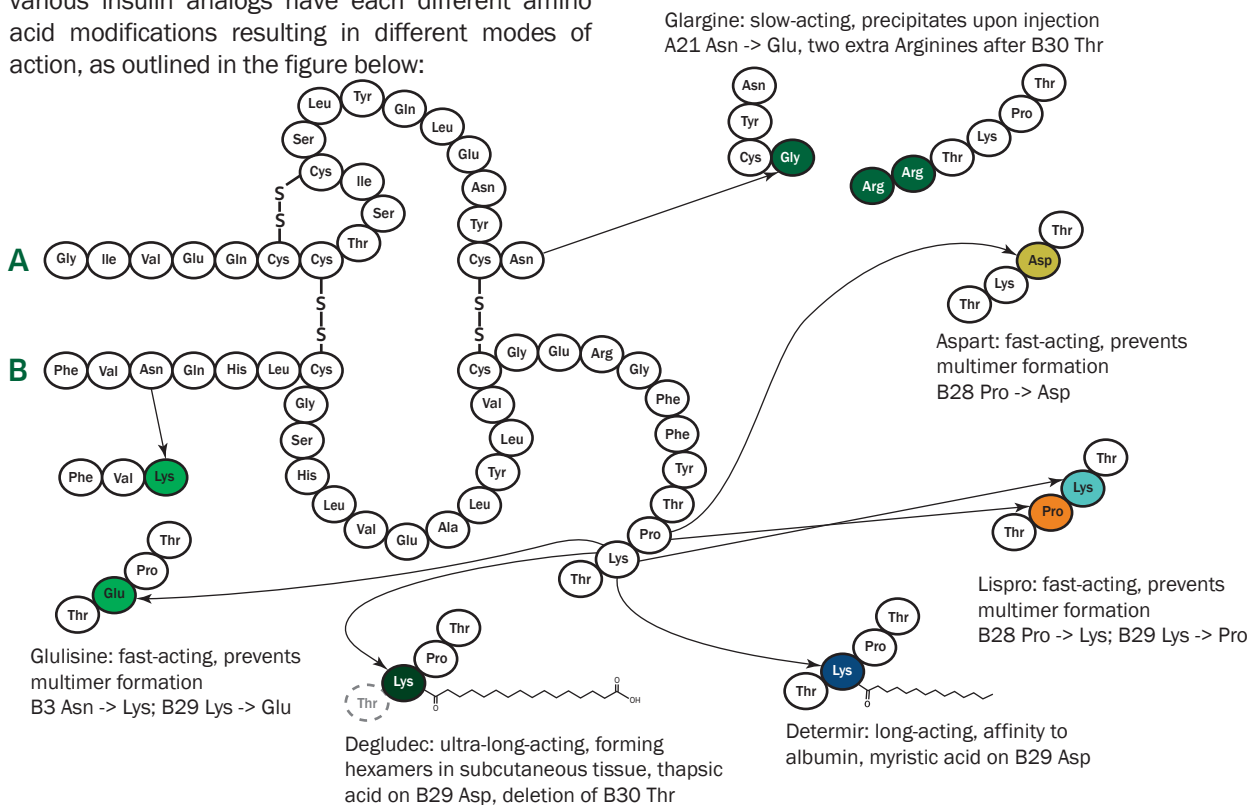 various insulin analogs have each different amino
acid modifications resulting in different modes of
action, as outlined in the figure below:
Glargine: slow-acting, precipitates upon injection
A21 Asn -> Glu, two extra Arginines after B30 Thr
Asn
Tyr
Cys Gly
Thr
Pro
Lys
Thr
Arg
Arg
Leu Tyr Gln Leu Glu Asn Tyr
Ser
Cys Ile Ser Thr
S
S
A Gly Ile Val Glu Gln Cys Cys
Cys Asn
S
S
S
S
B Phe Val Asn Gln His Leu Cys
Gly Ser His Leu Val Glu Ala Leu Tyr Leu Val Cys
Gly Glu Arg Gly Phe Phe Tyr Thr Pro Lys Thr
Thr
Asp
Lys
Thr
Aspart: fast-acting, prevents
multimer formation
B28 Pro -> Asp
Phe Val Lys
Thr
Pro
Glu
Thr
Glulisine: fast-acting, prevents
multimer formation
B3 Asn -> Lys; B29 Lys -> Glu
Thr
Pro
Lys
Thr
O
O
OH
Degludec: ultra-long-acting, forming
hexamers in subcutaneous tissue, thapsic
acid on B29 Asp, deletion of B30 Thr
Thr
Pro
Lys
Thr
O
Determir: long-acting, affinity to
albumin, myristic acid on B29 Asp
Thr
Lys
Pro
Thr
Lispro: fast-acting, prevents
multimer formation
B28 Pro -> Lys; B29 Lys -> Pro